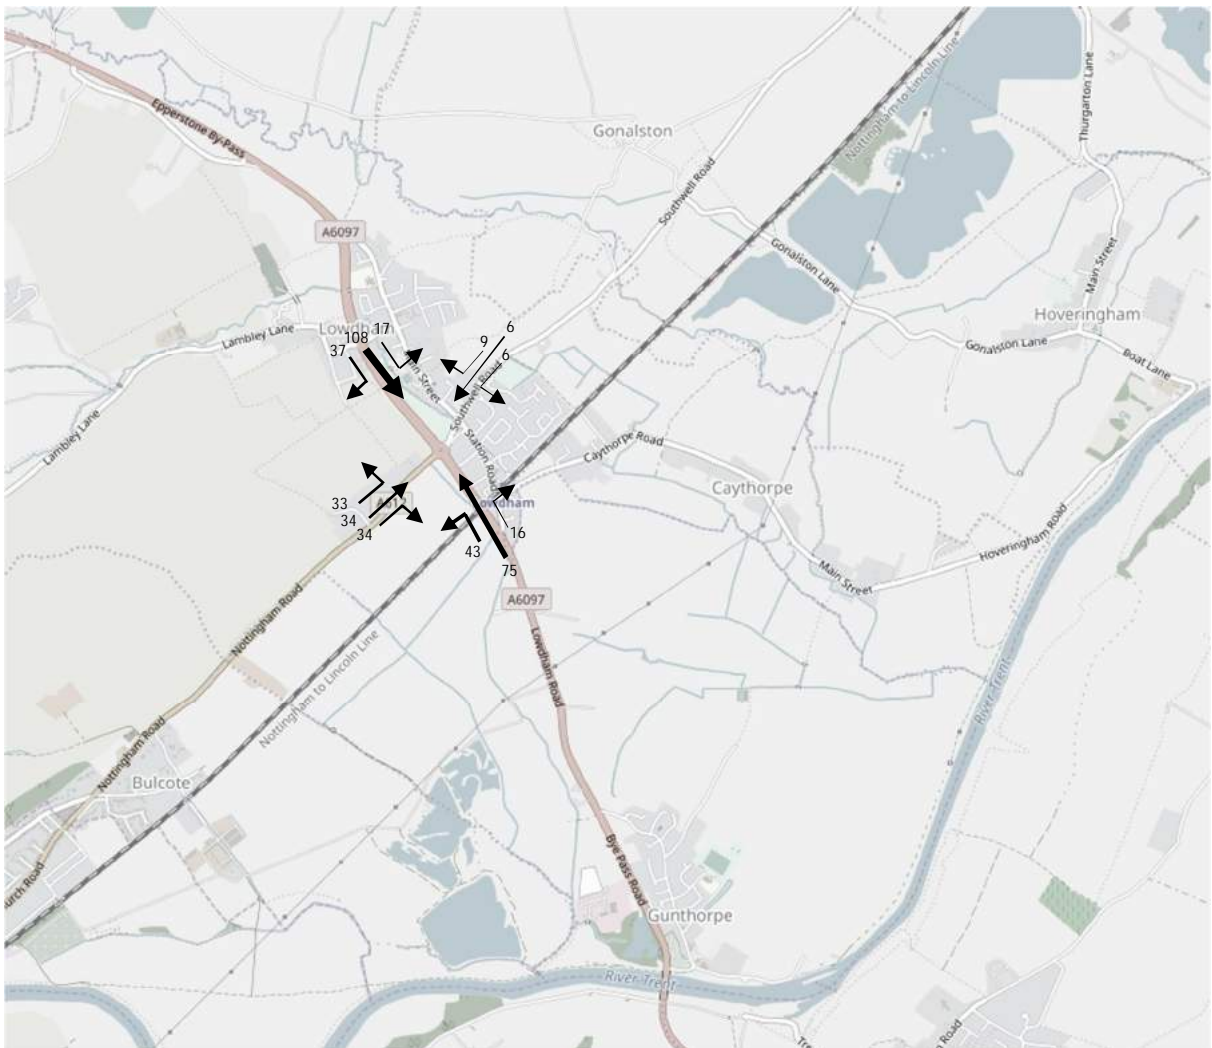 Nottingham to Lincoln Line
Thurgarton Lane
Epperstone By-Pass
Gonalston
Southwell Road
A6097
Gonalston Lane
Main Street
Hoveringham
Lowdham
Lambley Lane
108
17
37
9
6
6
Gonalston Lane
Boat Lane
Southwell Road
Station Road
Lambley Lane
Caythorpe Road
Caythorpe
33
34
34
43
16
75
Hoveringham Road
Main Street
A6097
Nottingham Road
Lowdham Road
Nottingham to Lincoln Line
River Trent
Nottingham Road
Bulcote
Bye Pass Road
Gunthorpe
River Trent
Road